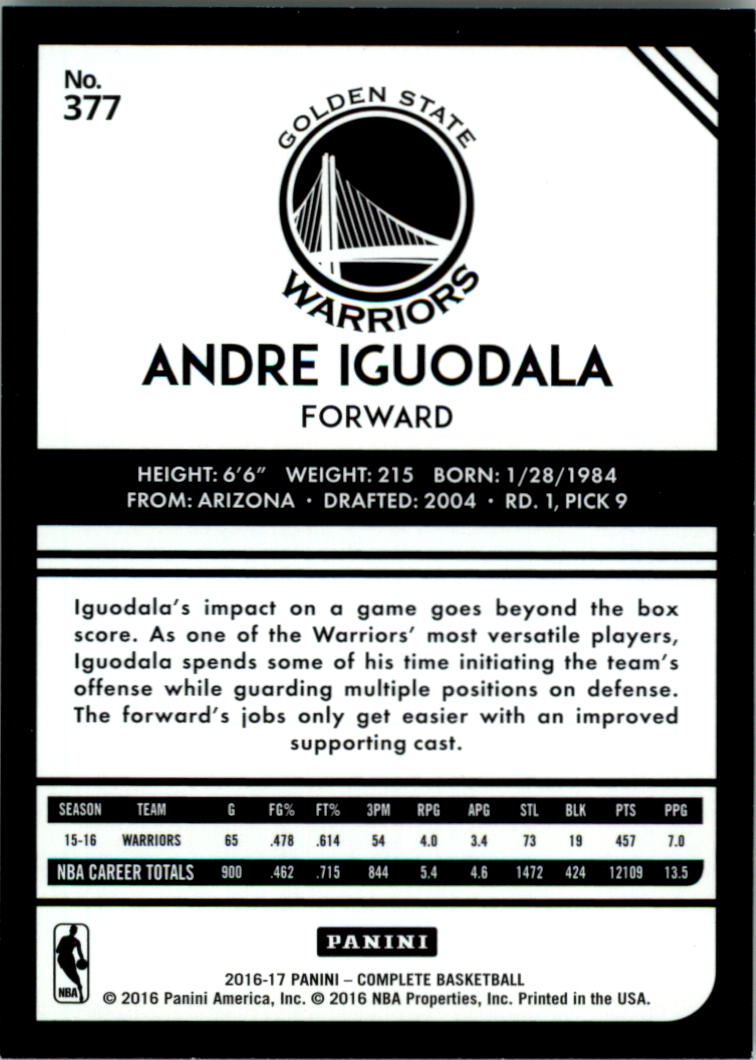 No.
377
GOLDEN STATE
WARRIORS
ANDRE IGUODALA
FORWARD
HEIGHT: 6'6" WEIGHT: 215 BORN: 1/28/1984
FROM: ARIZONA • DRAFTED: 2004 • RD. 1, PICK 9
Iguodala's impact on a game goes beyond the box
score. As one of the Warriors' most versatile players,
Iguodala spends some of his time initiating the team's
offense while guarding multiple positions on defense.
The forward's jobs only get easier with an improved
supporting cast.
SEASON TEAM G FG% FT% 3PM RPG APG STL BLK PTS PPG
15-16 WARRIORS 65 .478 .614 54 4.0 3.4 73 19 457 7.0
NBA CAREER TOTALS 900 .462 .715 844 5.4 4.6 1472 424 12109 13.5
PANINI
NBA
2016-17 PANINI – COMPLETE BASKETBALL
© 2016 Panini America, Inc. © 2016 NBA Properties, Inc. Printed in the USA.